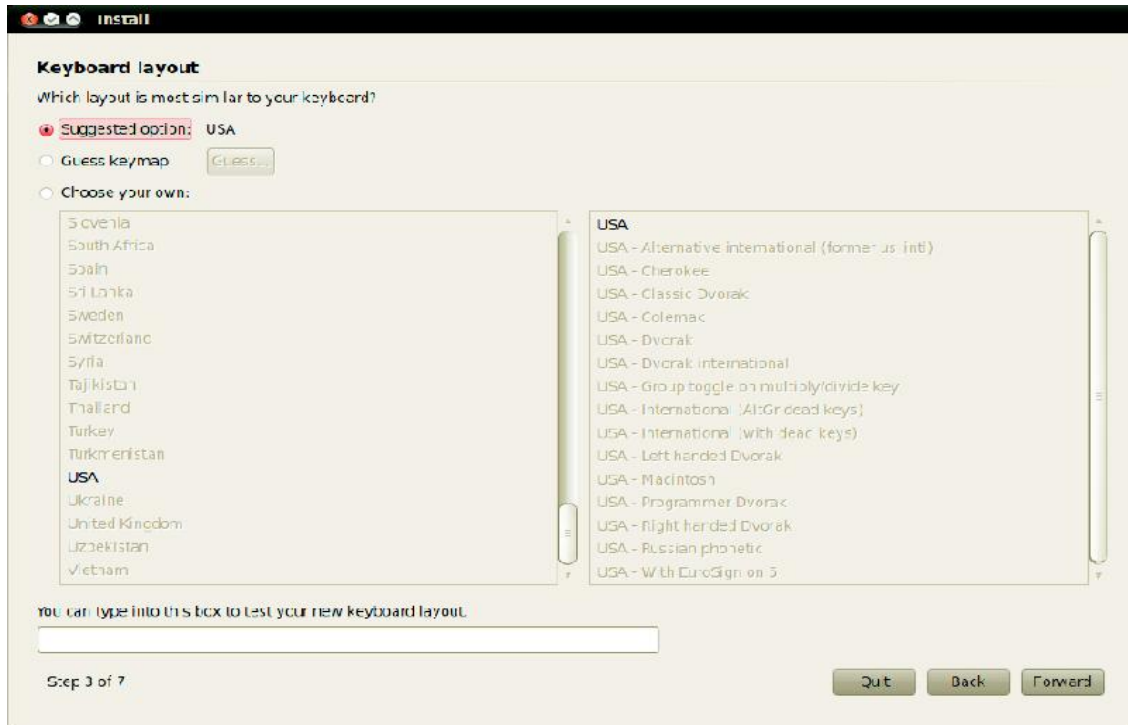 Install
Keyboard layout
Which layout is most similar to your keyboard?
Suggested option: USA
Guess keymap Guess...
Choose your own:
Slovenia
South Africa
Spain
Sri Lanka
Sweden
Switzerland
Syria
Tajikistan
Thailand
Turkey
Turkmenistan
USA
Ukraine
United Kingdom
Uzbekistan
Vietnam
USA
USA - Alternative international (former us_intl)
USA - Cherokee
USA - Classic Dvorak
USA - Colemak
USA - Dvorak
USA - Dvorak international
USA - Group toggle on multiply/divide key
USA - International (AltGr dead keys)
USA - International (with dead keys)
USA - Left handed Dvorak
USA - Macintosh
USA - Programmer Dvorak
USA - Right handed Dvorak
USA - Russian phonetic
USA - With EuroSign on 5
You can type into this box to test your new keyboard layout.
Step 3 of 7
Quit Back Forward